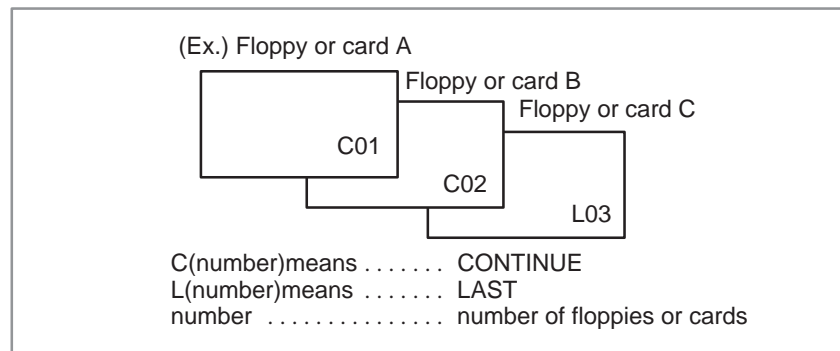 (Ex.) Floppy or card A
Floppy or card B
Floppy or card C
C01
C02
L03
C(number)means ....... CONTINUE
L(number)means ....... LAST
number ............... number of floppies or cards